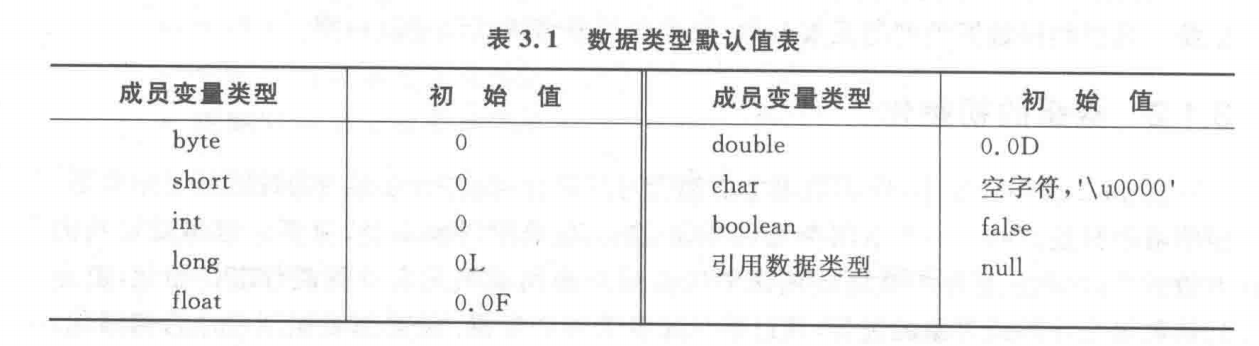 表 3.1 数据类型默认值表
成员变量类型 初 始 值 成员变量类型 初 始 值
byte 0 double 0.0D
short 0 char 空字符,'\u0000'
int 0 boolean false
long 0L 引用数据类型 null
float 0.0F